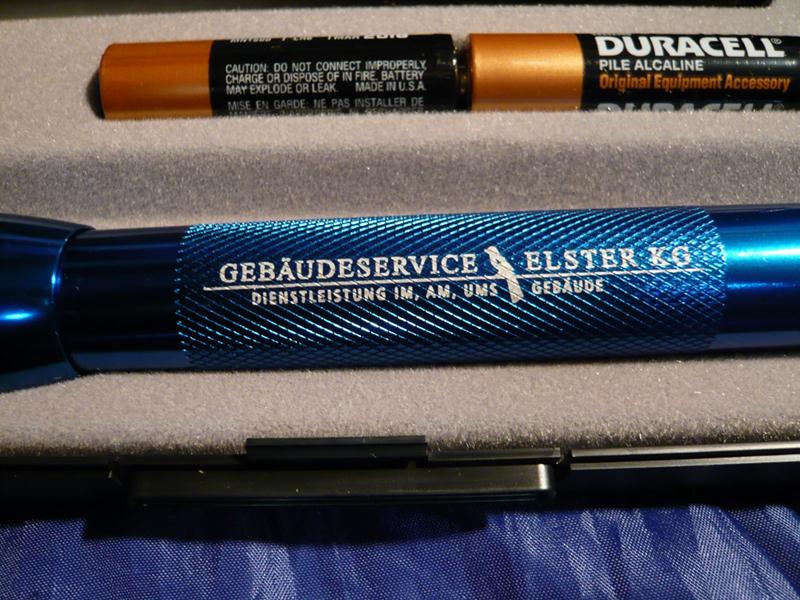 CAUTION: DO NOT CONNECT IMPROPERLY,
CHARGE OR DISPOSE OF IN FIRE. BATTERY
MAY EXPLODE OR LEAK. MADE IN U.S.A.
MISE EN GARDE: NE PAS INSTALLER DE
DURACELL®
PILE ALCALINE
Original Equipment Accessory
DURACELL
GEBÄUDESERVICE ELSTER KG
DIENSTLEISTUNG IM, AM, UMS GEBÄUDE